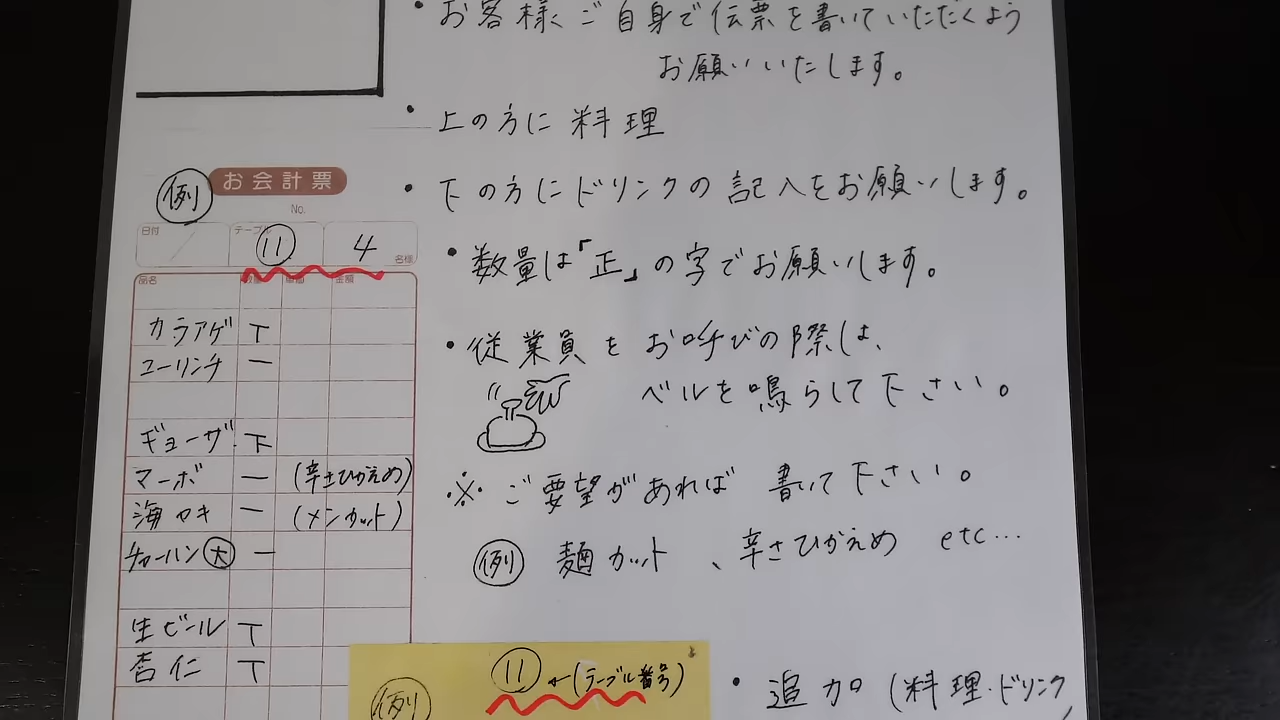 ・お客様ご自身で伝票を書いていただくよう
お願いいたします。
・上の方に料理
・下の方にドリンクの記入をお願いします。
・数量は「正」の字でお願いします。
・従業員をお呼びの際は、
ベルを鳴らして下さい。
※ご要望があれば 書いて下さい。
例 麺カット、辛さひかえめ etc…
・追加(料理・ドリンク
例 お会計票
No.
日付 テーブル ⑪ 4 名様
品名 数量 単価 金額
カラアゲ T
ユーリンチ 一
ギョーザ 下
マーボ 一 (辛さひかえめ)
海ヤキ 一 (メンカット)
チャーハン大 一
生ビール T
杏仁 T
例 ⑪←(テーブル番号)